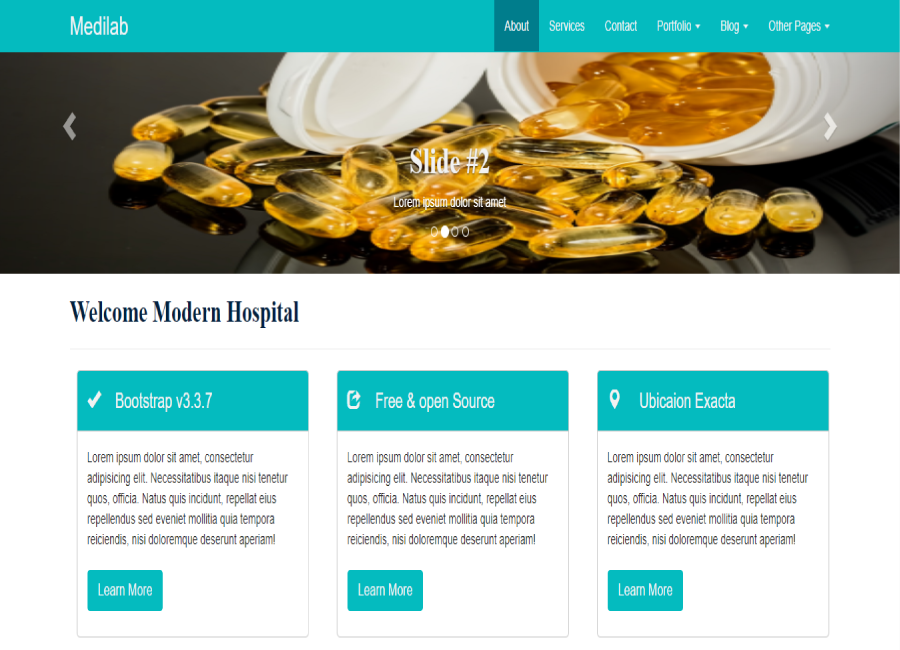 Medilab
About Services Contact Portfolio Blog Other Pages
Slide #2
Lorem ipsum dolor sit amet
Welcome Modern Hospital
Bootstrap v3.3.7
Lorem ipsum dolor sit amet, consectetur
adipisicing elit. Necessitatibus itaque nisi tenetur
quos, officia. Natus quis incidunt, repellat eius
repellendus sed eveniet mollitia quia tempora
reiciendis, nisi doloremque deserunt aperiam!
Learn More
Free & open Source
Lorem ipsum dolor sit amet, consectetur
adipisicing elit. Necessitatibus itaque nisi tenetur
quos, officia. Natus quis incidunt, repellat eius
repellendus sed eveniet mollitia quia tempora
reiciendis, nisi doloremque deserunt aperiam!
Learn More
Ubicaion Exacta
Lorem ipsum dolor sit amet, consectetur
adipisicing elit. Necessitatibus itaque nisi tenetur
quos, officia. Natus quis incidunt, repellat eius
repellendus sed eveniet mollitia quia tempora
reiciendis, nisi doloremque deserunt aperiam!
Learn More